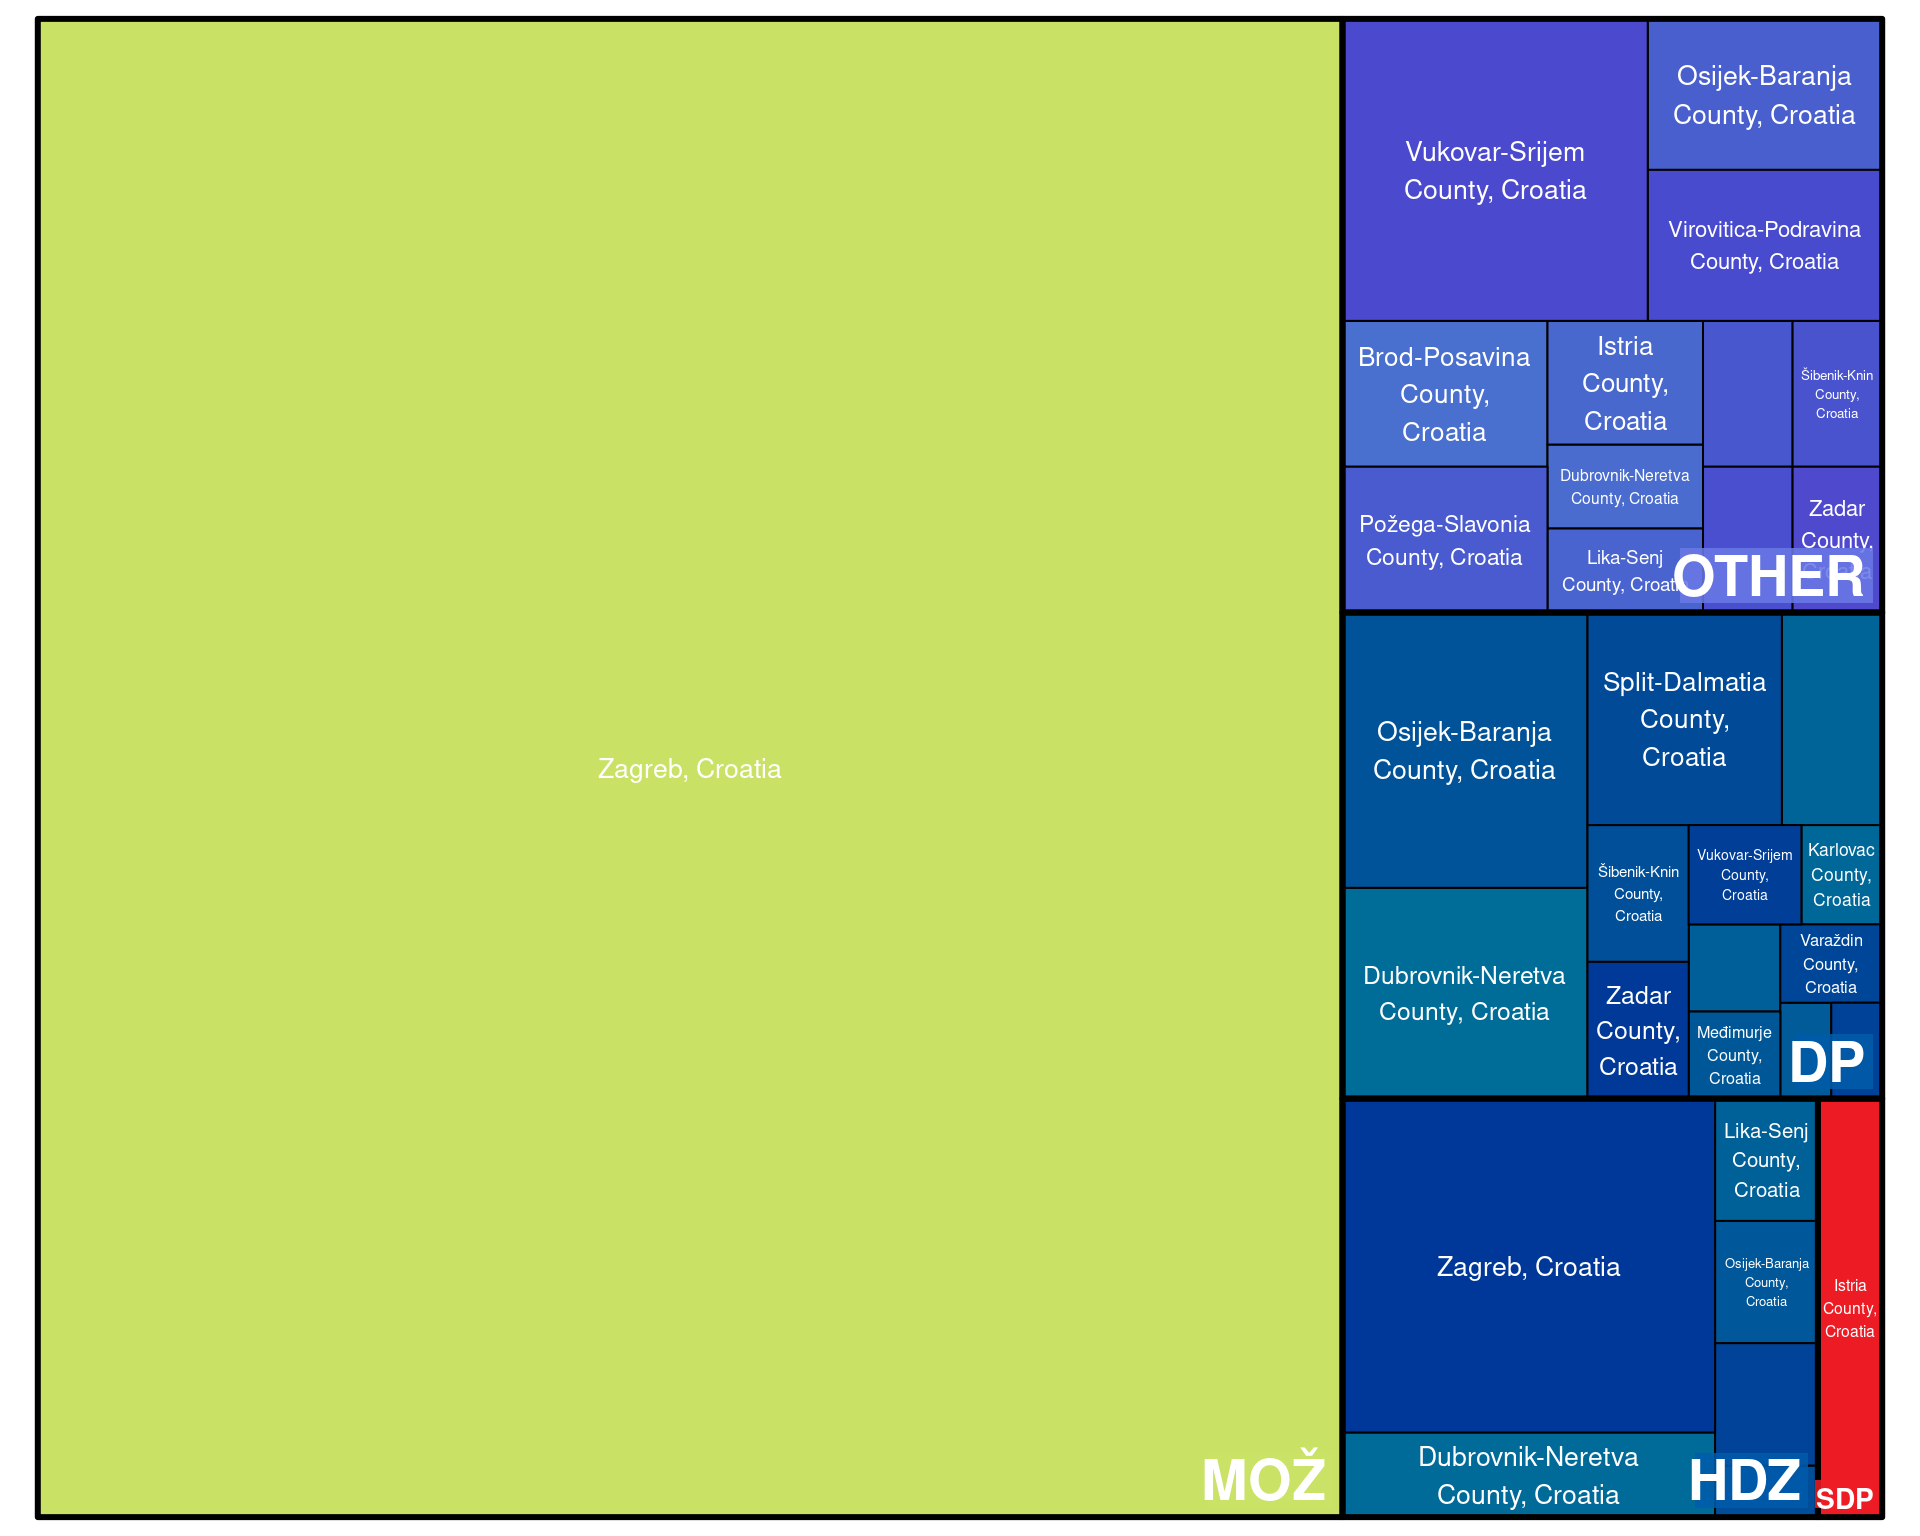 Zagreb, Croatia
MOŽ
Vukovar-Srijem
County, Croatia
Osijek-Baranja
County, Croatia
Virovitica-Podravina
County, Croatia
Brod-Posavina
County,
Croatia
Istria
County,
Croatia
Šibenik-Knin
County,
Croatia
Dubrovnik-Neretva
County, Croatia
Požega-Slavonia
County, Croatia
Lika-Senj
County, Croatia
Zadar
County,
Croatia
OTHER
Osijek-Baranja
County, Croatia
Split-Dalmatia
County,
Croatia
Dubrovnik-Neretva
County, Croatia
Šibenik-Knin
County,
Croatia
Vukovar-Srijem
County,
Croatia
Karlovac
County,
Croatia
Zadar
County,
Croatia
Varaždin
County,
Croatia
Međimurje
County,
Croatia
DP
Zagreb, Croatia
Lika-Senj
County,
Croatia
Osijek-Baranja
County,
Croatia
Dubrovnik-Neretva
County, Croatia
HDZ
Istria
County,
Croatia
SDP